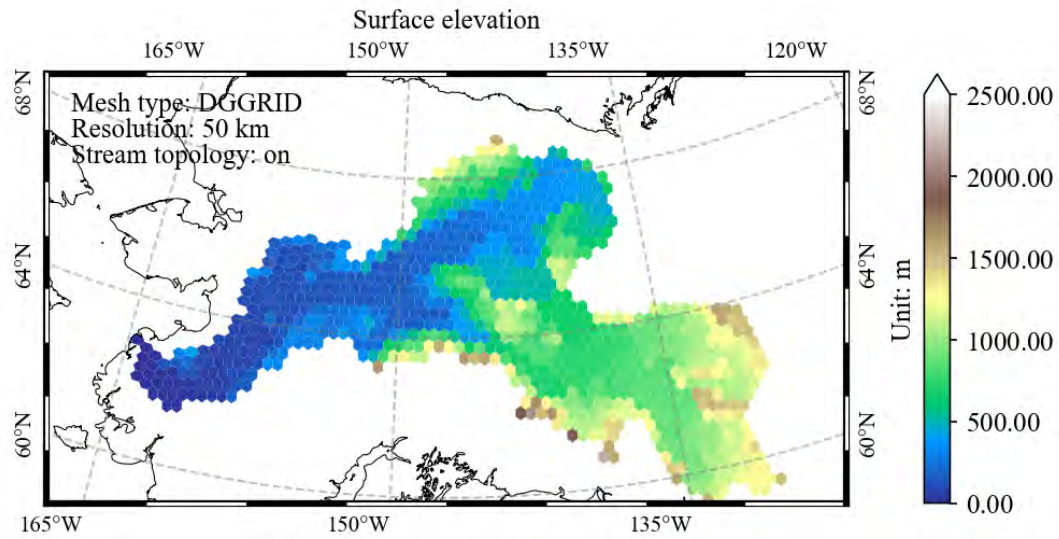 Surface elevation
165°W 150°W 135°W 120°W
68°N 68°N
Mesh type: DGGRID
Resolution: 50 km
Stream topology: on
64°N 64°N
60°N 60°N
165°W 150°W 135°W
2500.00
2000.00
1500.00
1000.00
500.00
0.00
Unit: m